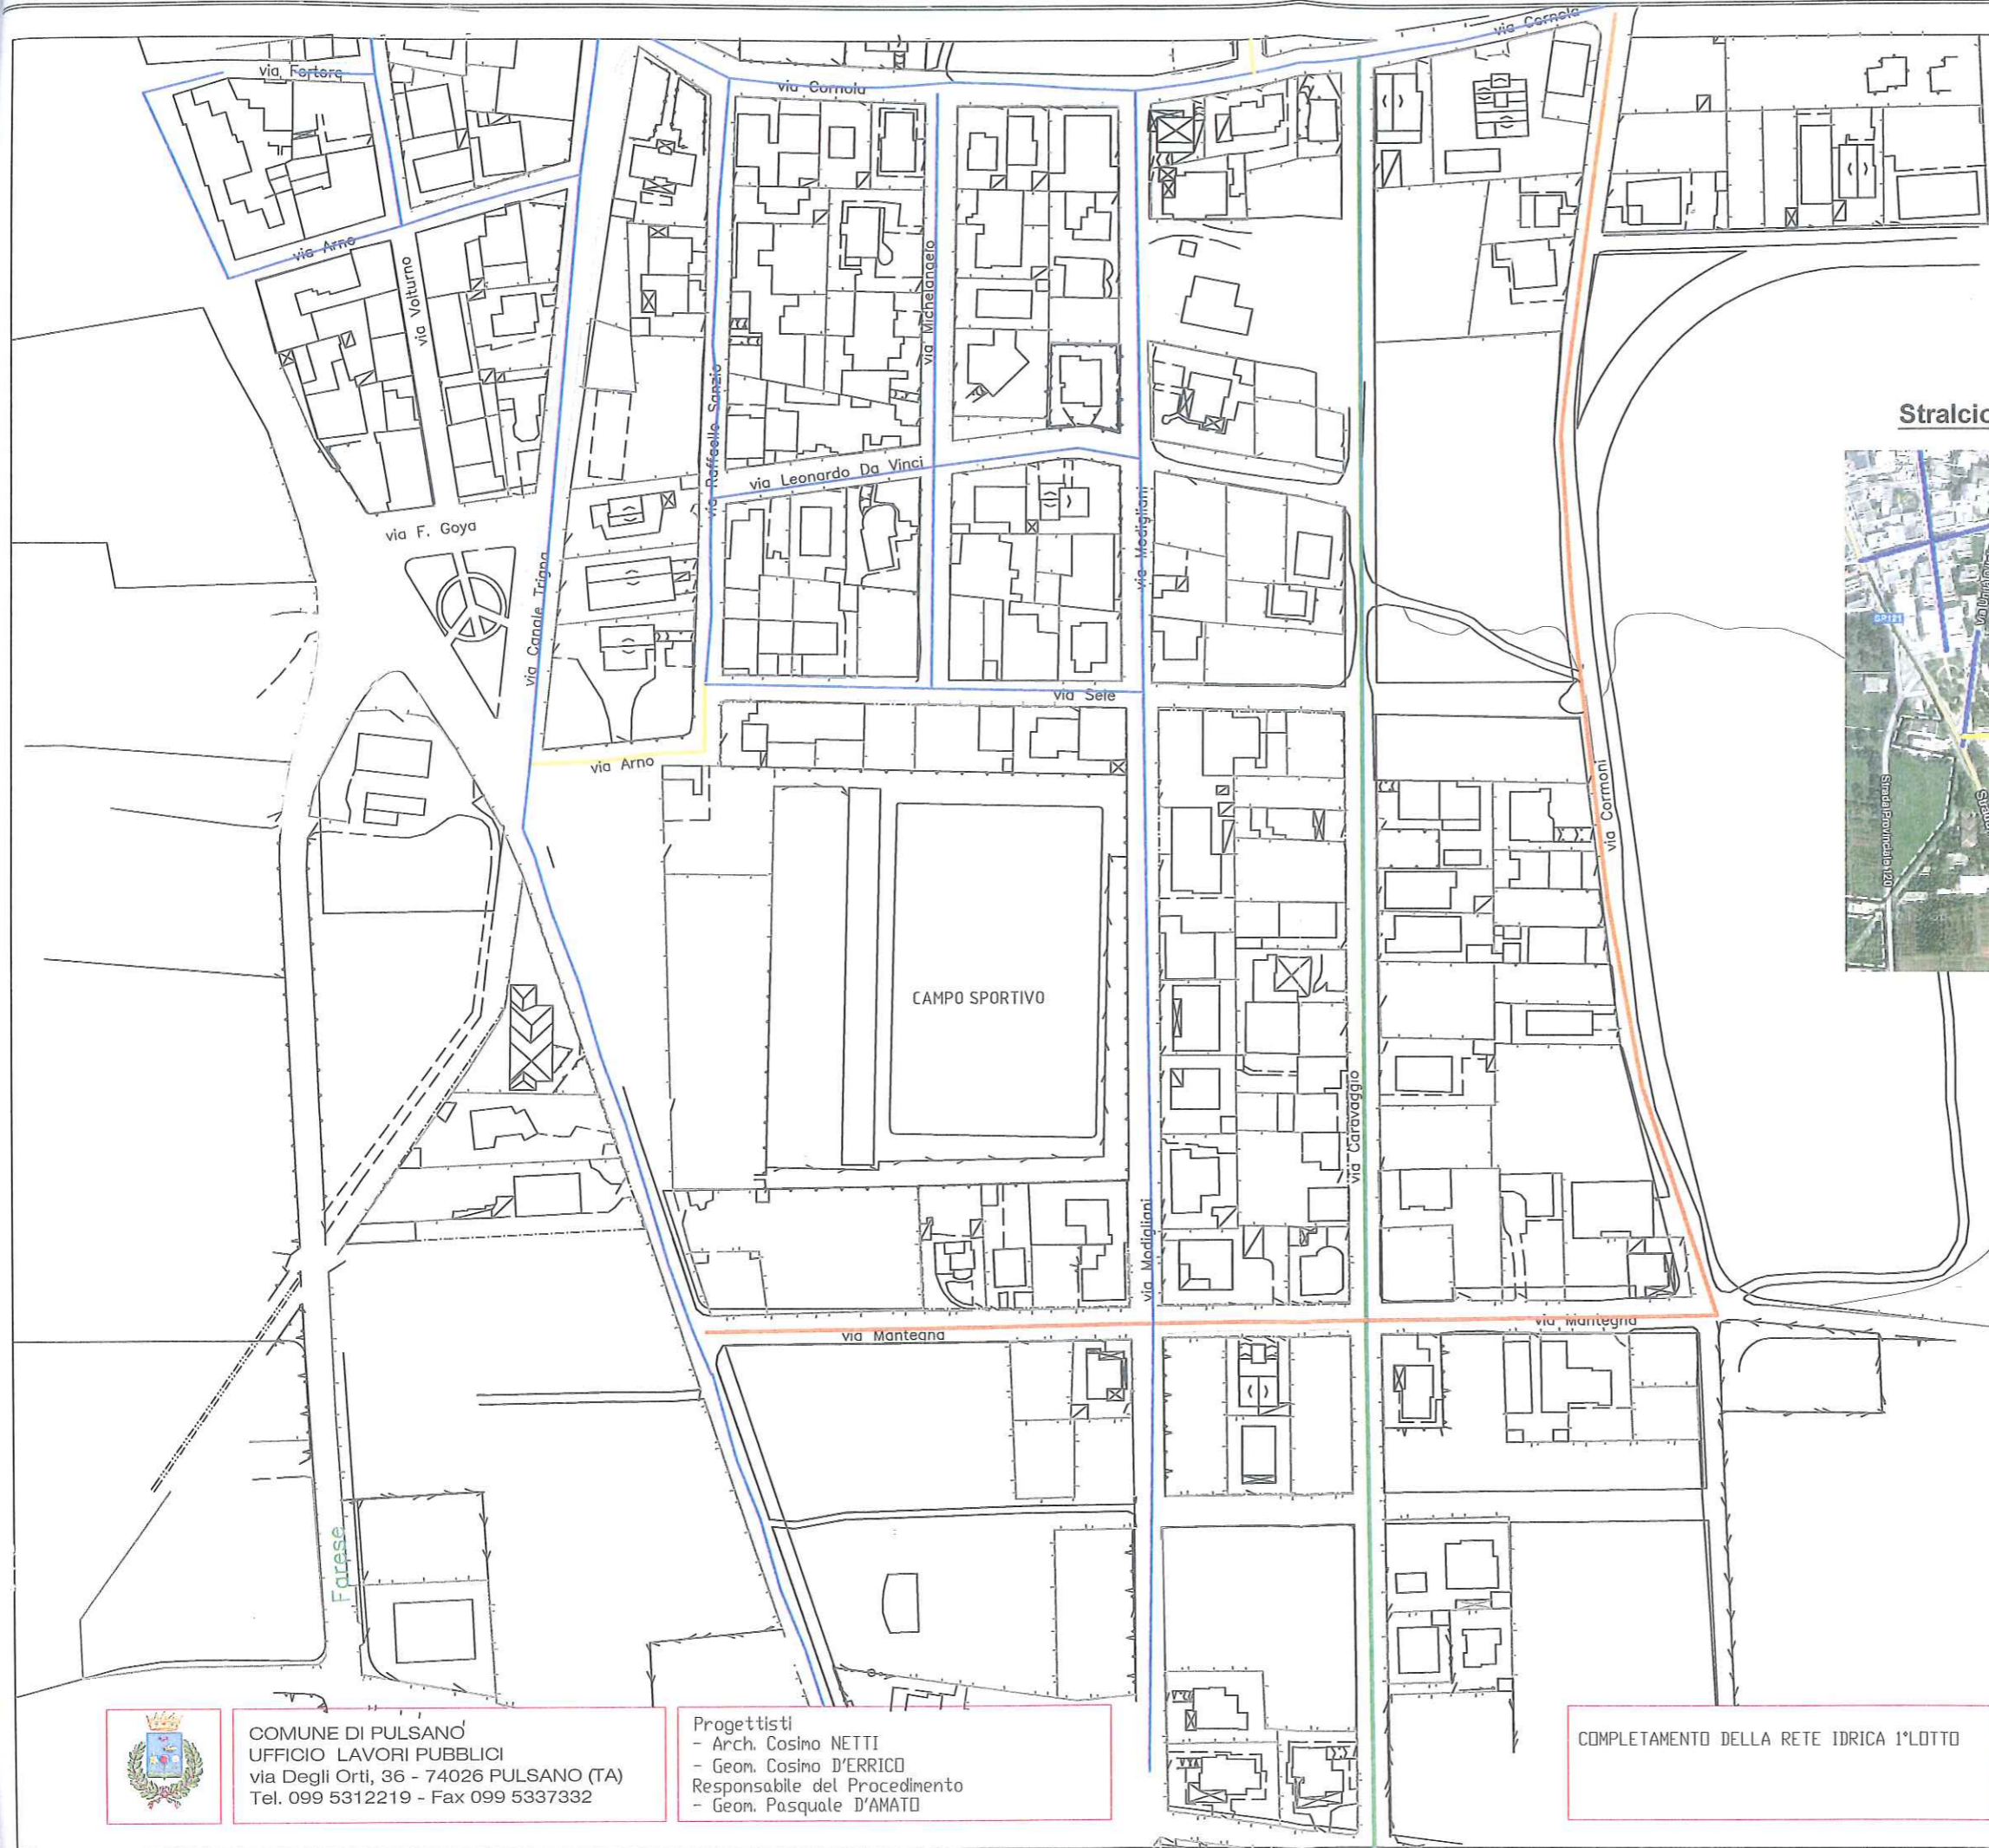 via Cornola
via Fortore
via Cornola
via Arno
via Volturno
via Michelangelo
via Raffaello Sanzio
Stralcio
via Leonardo Da Vinci
via Modigliani
via F. Goya
via Canale Trigna
SP121
via Sele
via Arno
via Cormoni
Strada Provinciale 120
CAMPO SPORTIVO
via Caravaggio
via Modigliani
via Mantegna
via Mantegna
Farese
COMUNE DI PULSANO
UFFICIO LAVORI PUBBLICI
via Degli Orti, 36 - 74026 PULSANO (TA)
Tel. 099 5312219 - Fax 099 5337332
Progettisti
- Arch. Cosimo NETTI
- Geom. Cosimo D'ERRICO
Responsabile del Procedimento
- Geom. Pasquale D'AMATO
COMPLETAMENTO DELLA RETE IDRICA 1°LOTTO